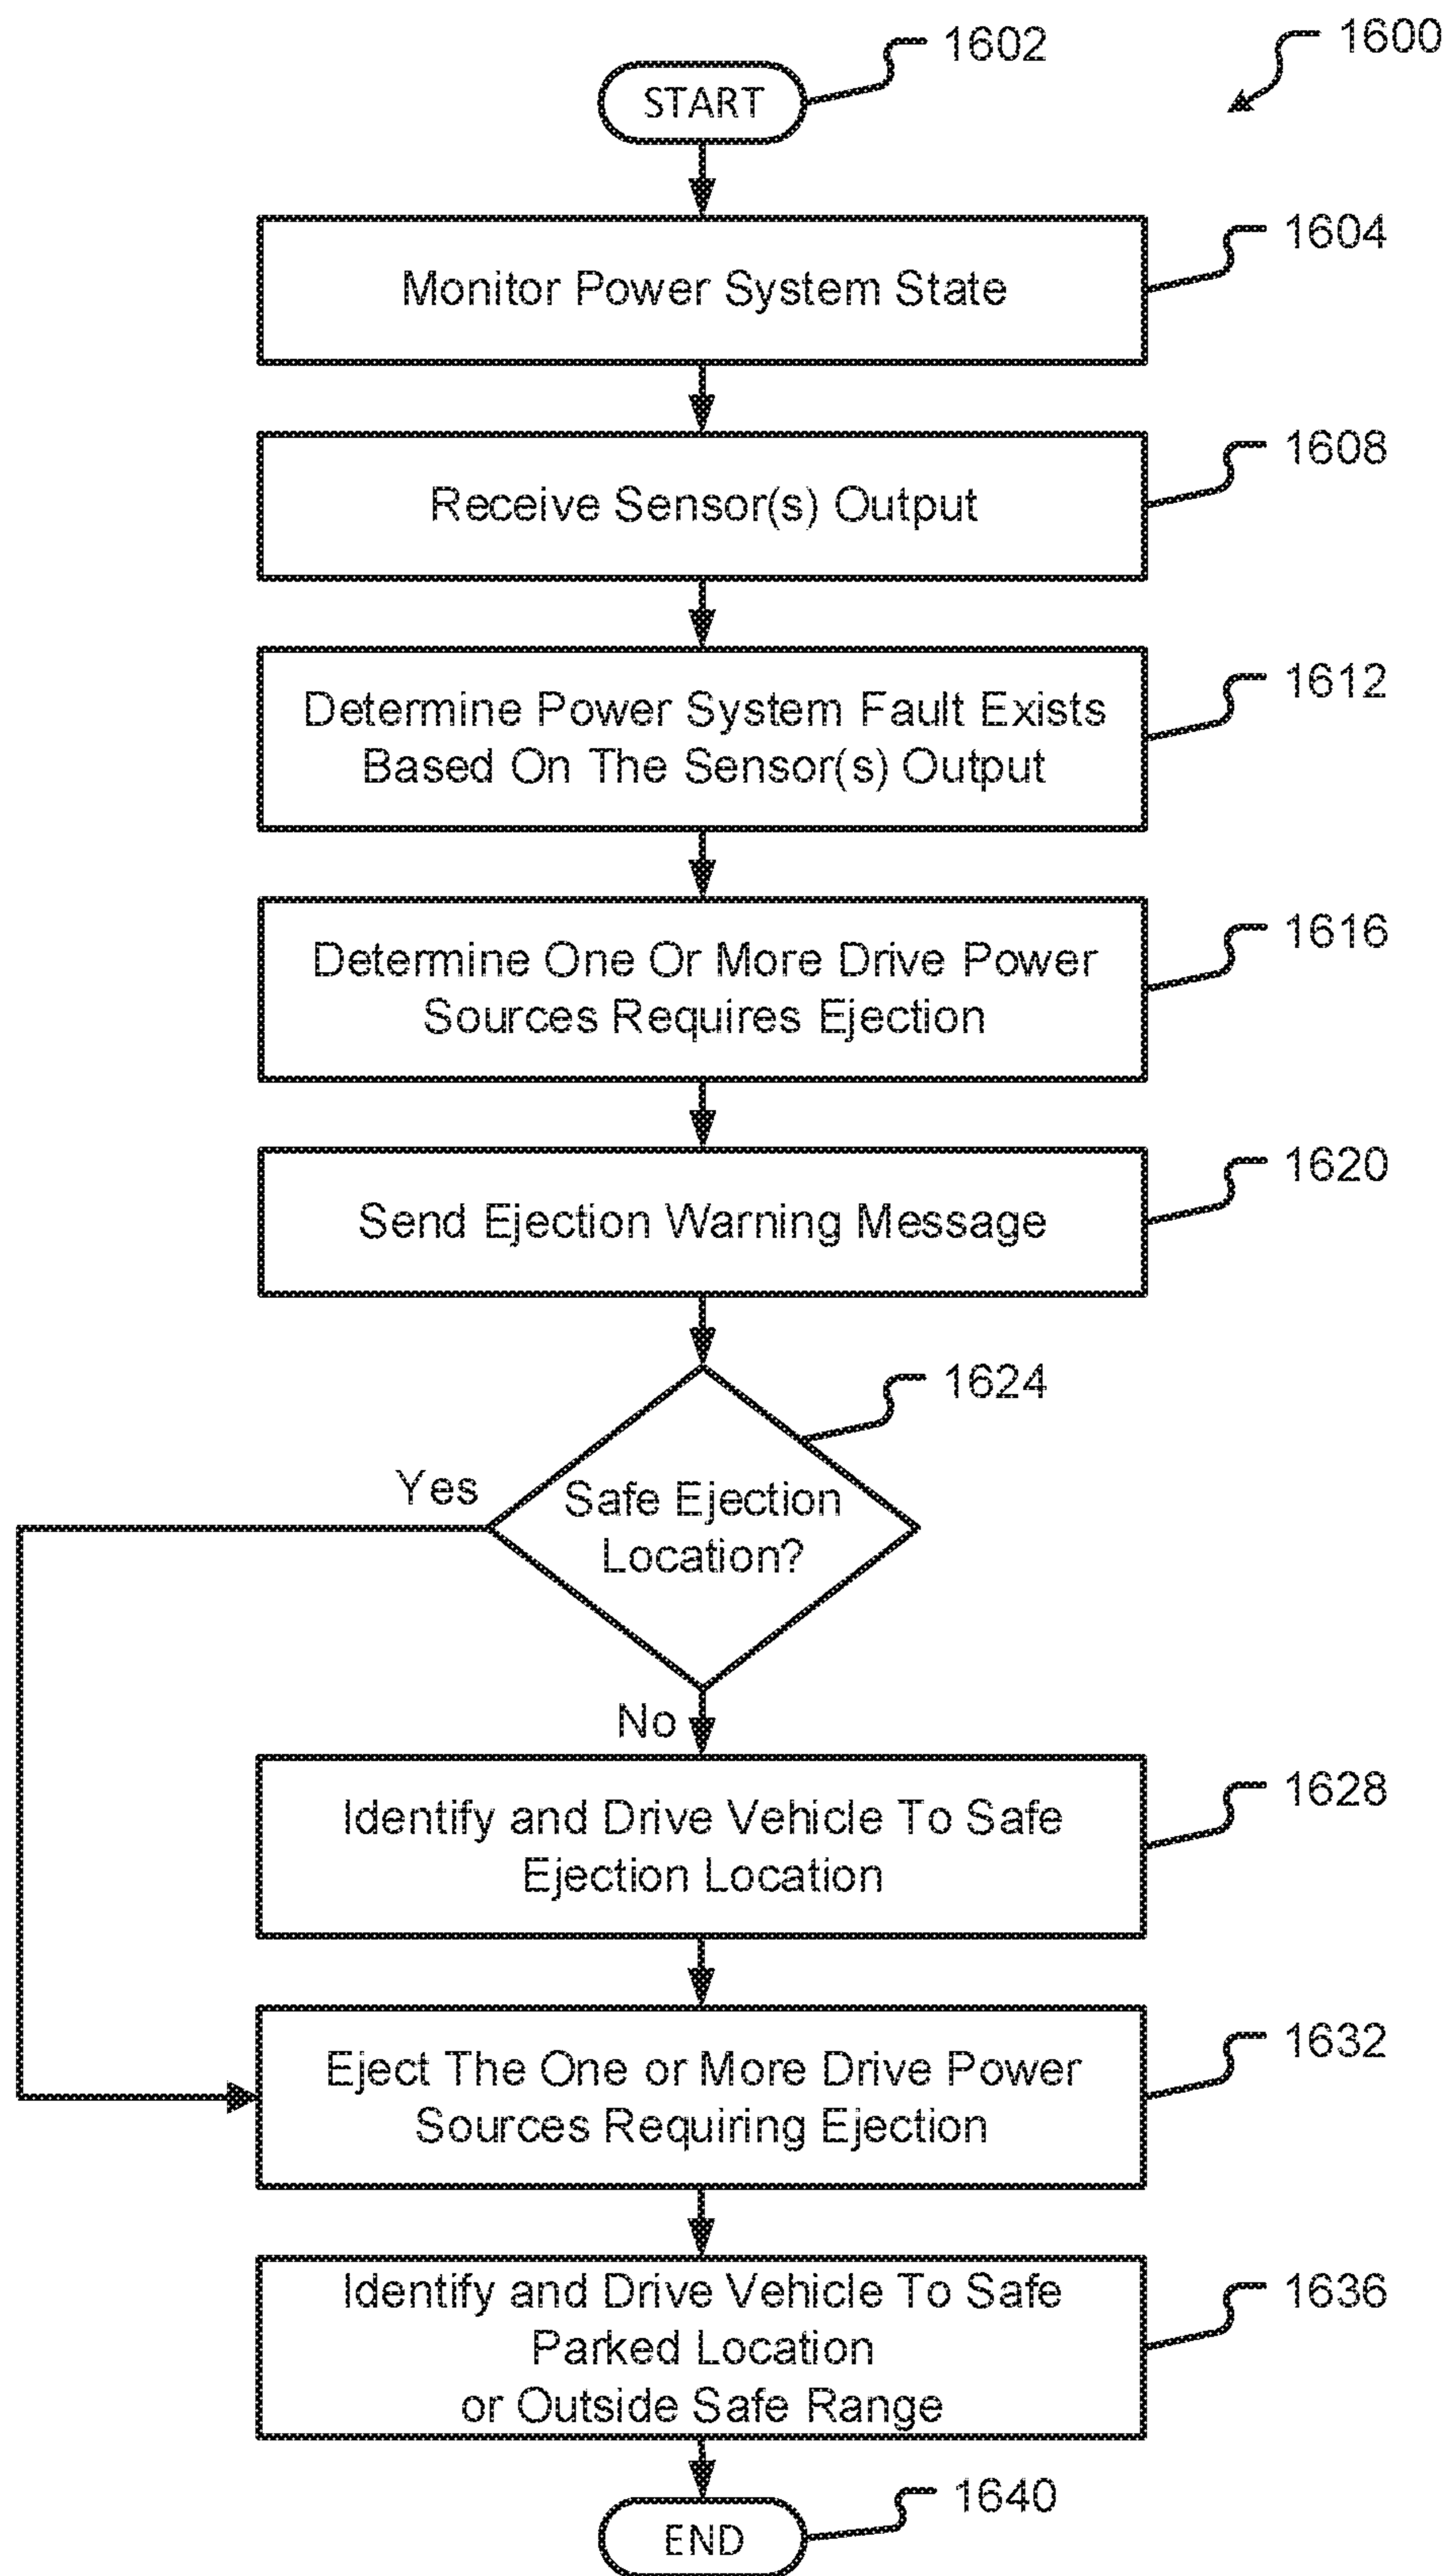 1600
START
1602
Monitor Power System State
1604
Receive Sensor(s) Output
1608
Determine Power System Fault Exists
Based On The Sensor(s) Output
1612
Determine One Or More Drive Power
Sources Requires Ejection
1616
Send Ejection Warning Message
1620
Safe Ejection
Location?
1624
Yes
No
Identify and Drive Vehicle To Safe
Ejection Location
1628
Eject The One or More Drive Power
Sources Requiring Ejection
1632
Identify and Drive Vehicle To Safe
Parked Location
or Outside Safe Range
1636
END
1640